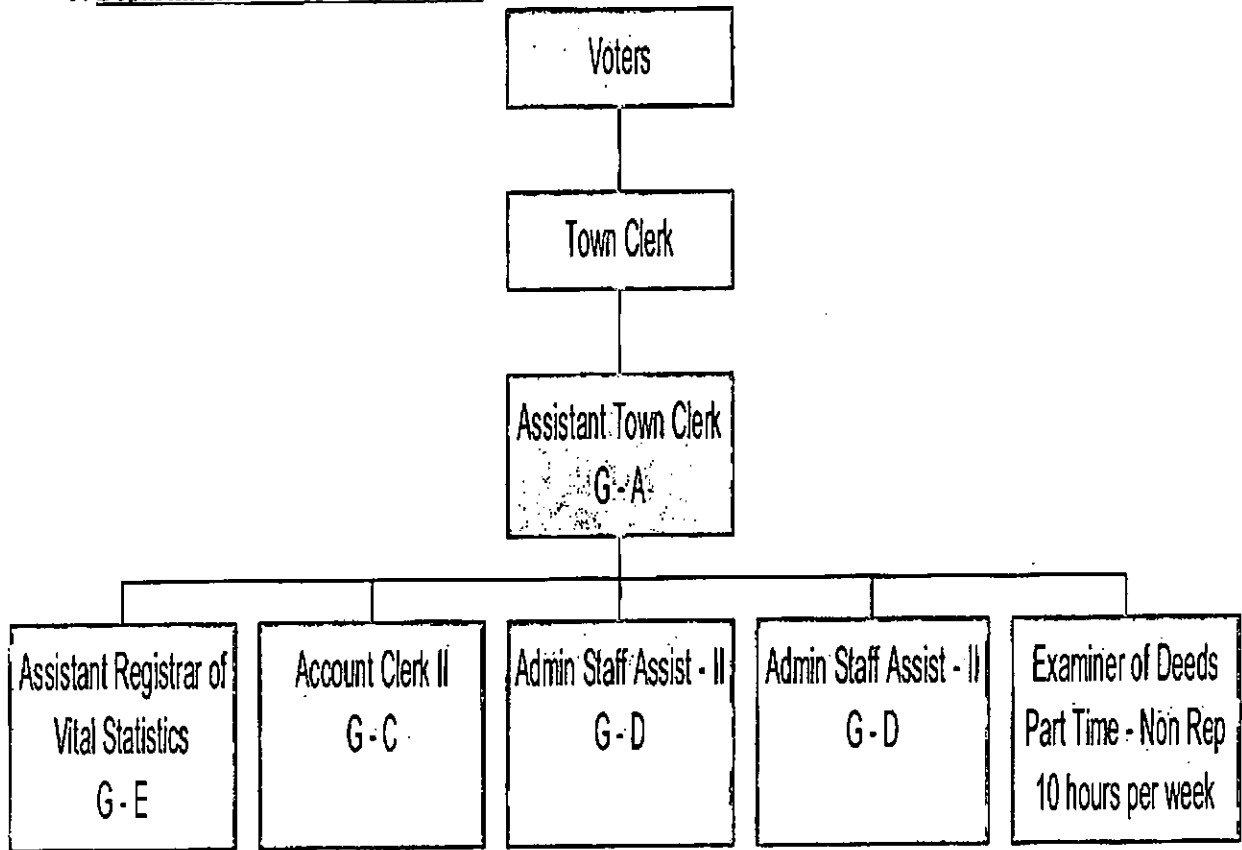 Voters
Town Clerk
Assistant Town Clerk
G - A
Assistant Registrar of
Vital Statistics
G - E
Account Clerk II
G - C
Admin Staff Assist - II
G - D
Admin Staff Assist - II
G - D
Examiner of Deeds
Part Time - Non Rep
10 hours per week